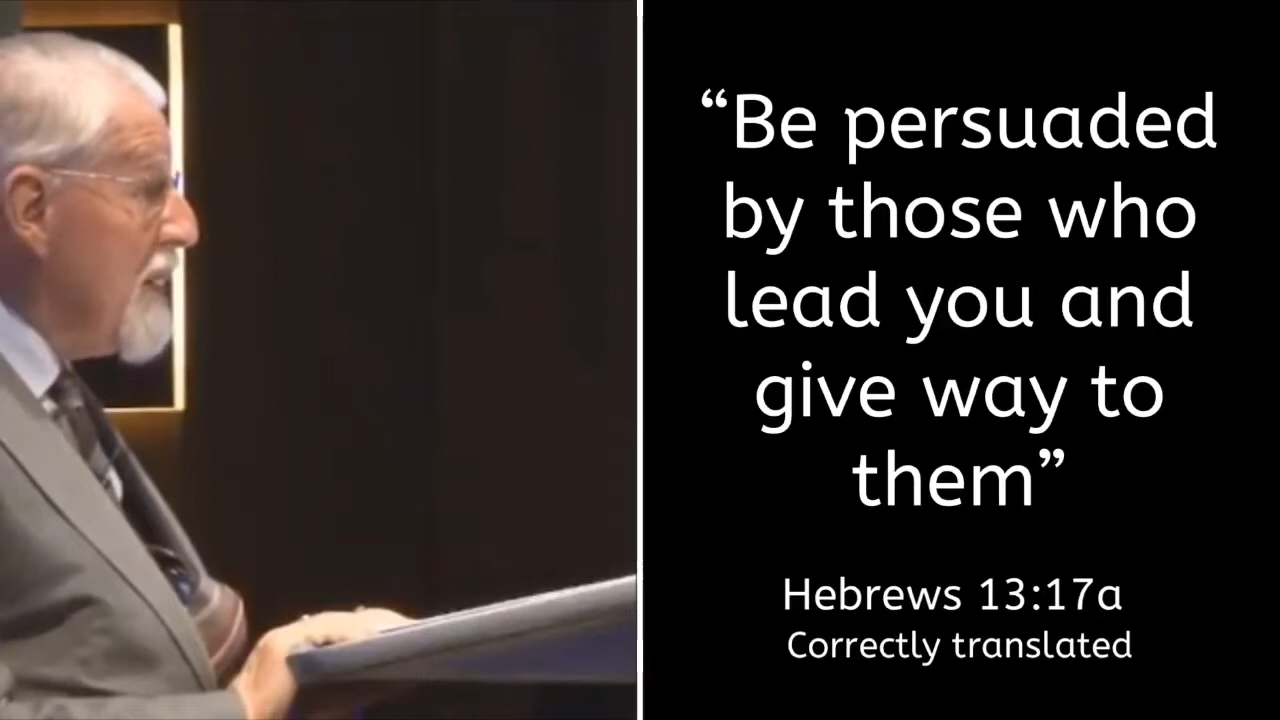 “Be persuaded
by those who
lead you and
give way to
them”
Hebrews 13:17a
Correctly translated